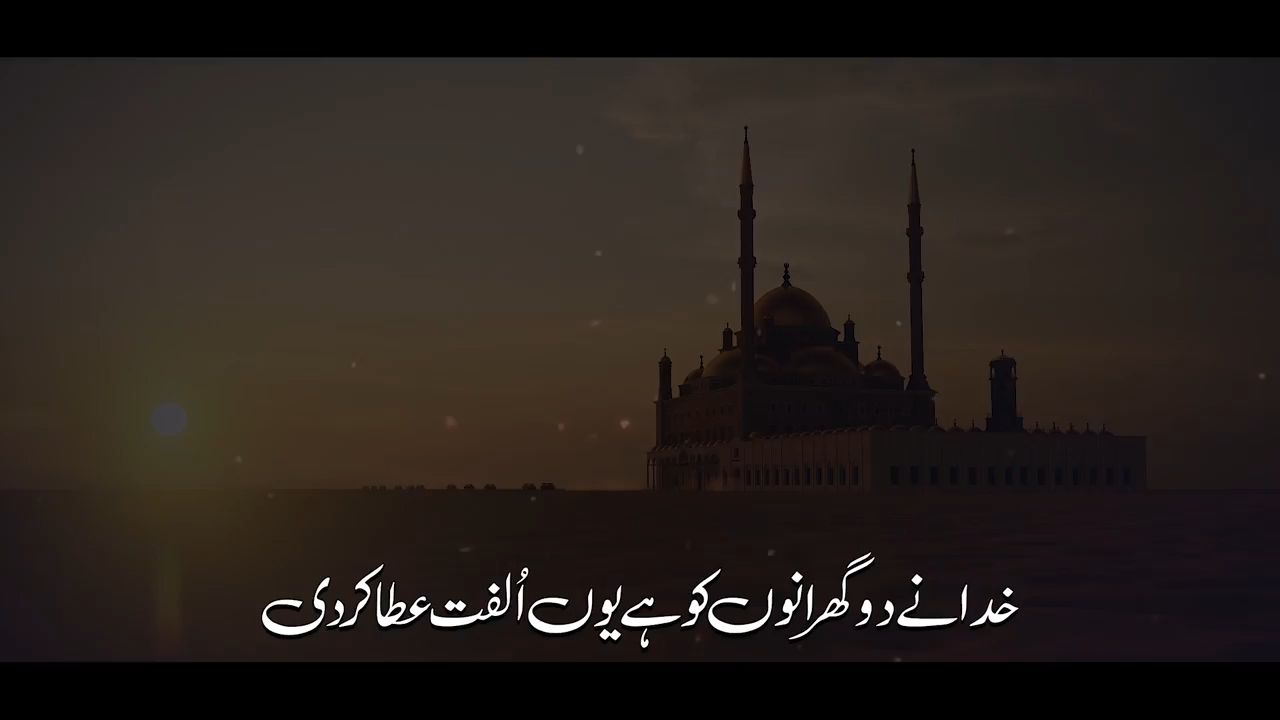 خدا نے دو گھرانوں کو ہے یوں اُلفت عطا کر دی